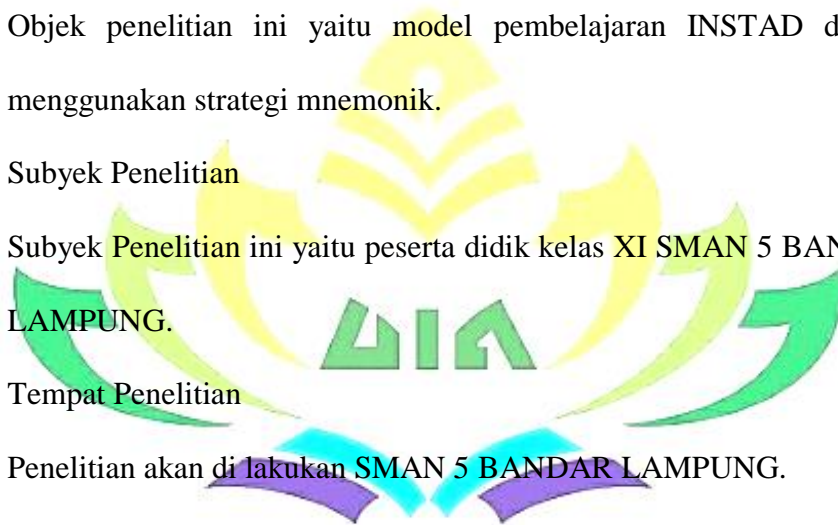 Objek penelitian ini yaitu model pembelajaran INSTAD
menggunakan strategi mnemonik.
Subyek Penelitian
Subyek Penelitian ini yaitu peserta didik kelas XI SMAN 5
LAMPUNG.
UIN
Tempat Penelitian
Penelitian akan di lakukan SMAN 5 BANDAR LAMPUNG.